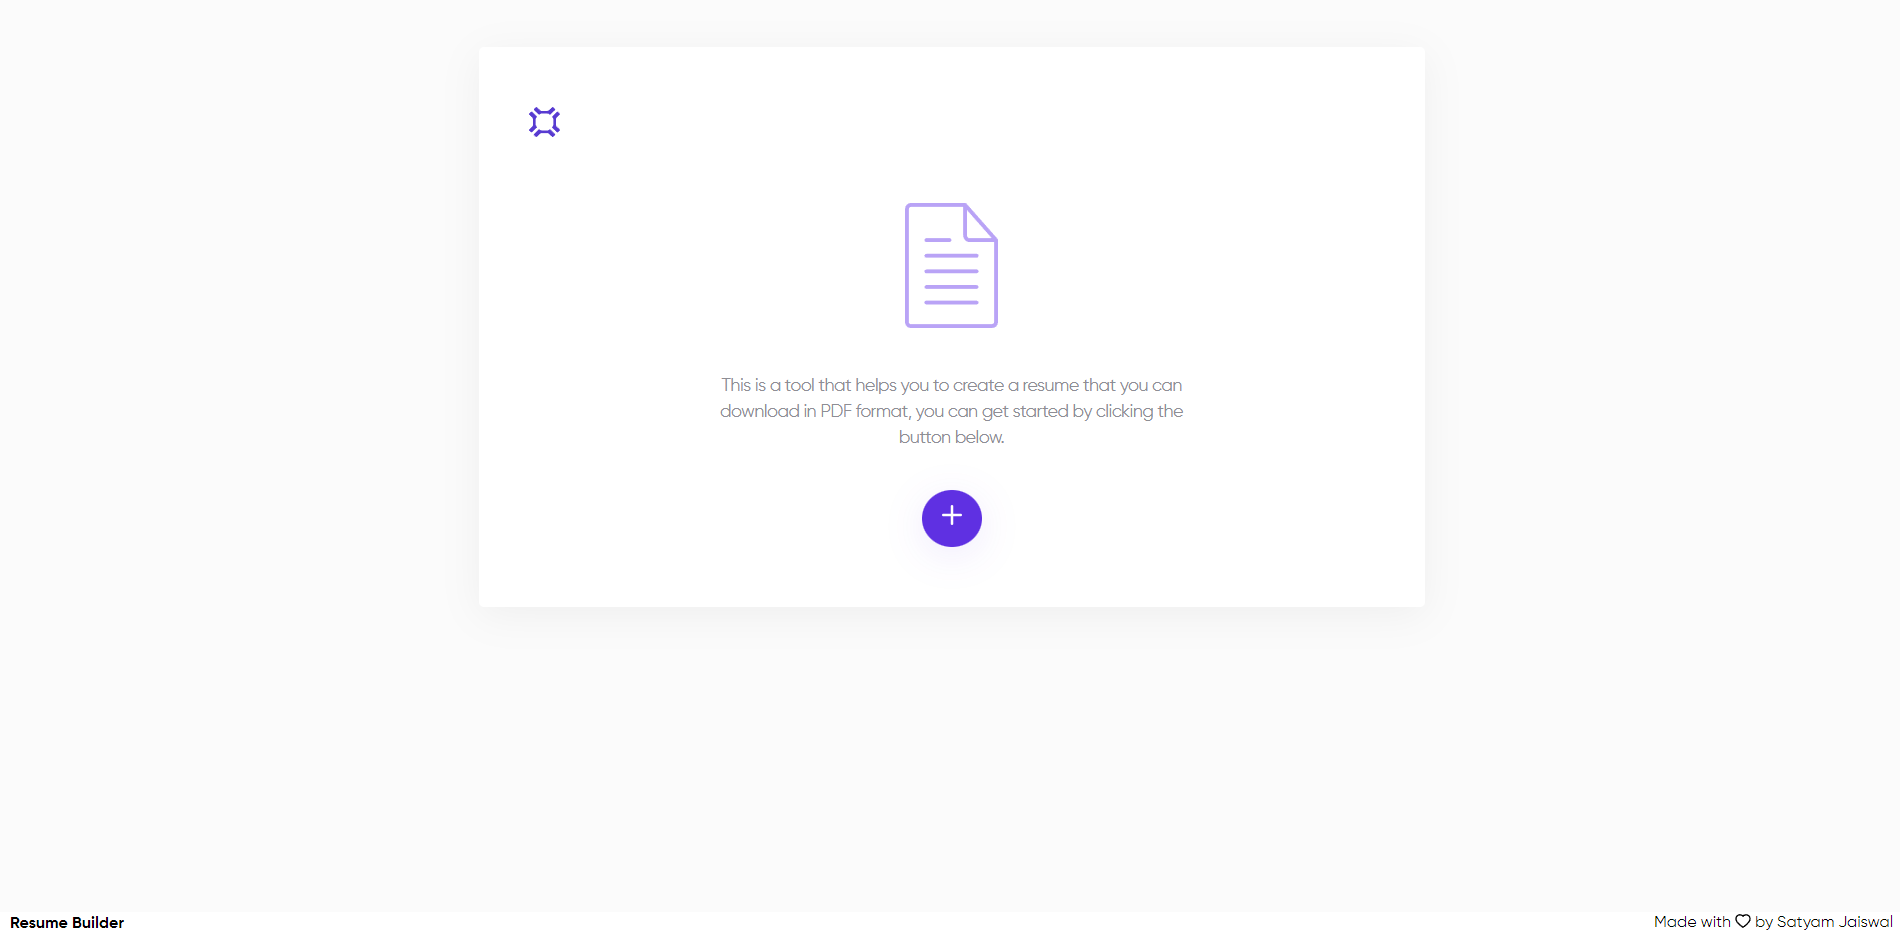 This is a tool that helps you to create a resume that you can
download in PDF format, you can get started by clicking the
button below.
Resume Builder
Made with ♡ by Satyam Jaiswal